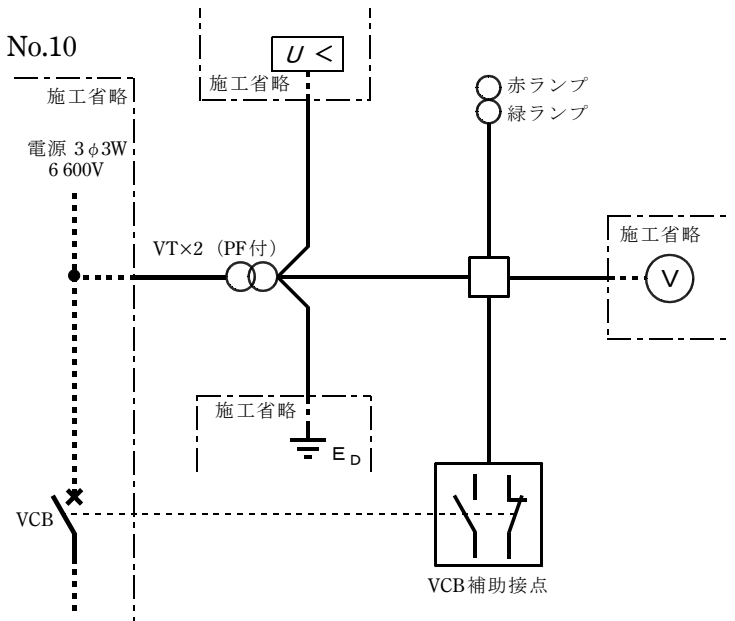 No.10
U <
施工省略
施工省略
赤ランプ
緑ランプ
電源 3φ3W
6 600V
VT×2（PF付）
施工省略
V
施工省略
E D
VCB
VCB補助接点